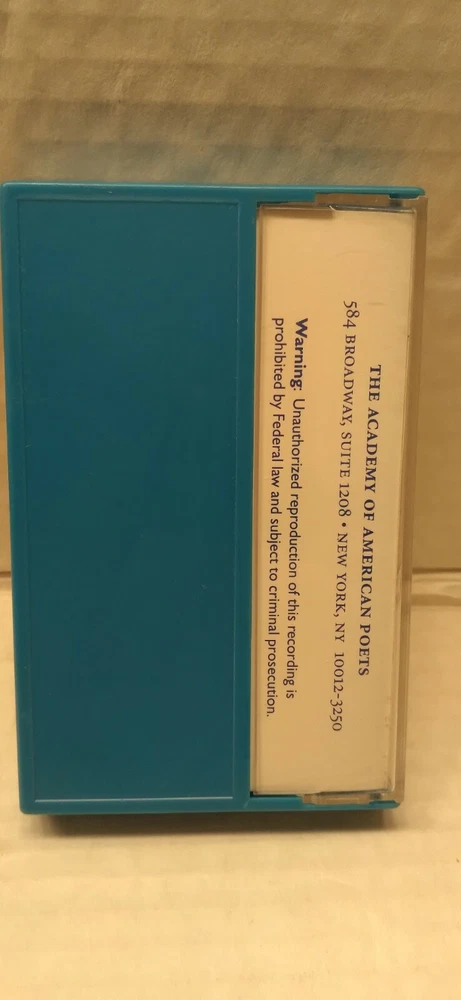 THE ACADEMY OF AMERICAN POETS
584 BROADWAY, SUITE 1208 • NEW YORK, NY 10012-3250
Warning: Unauthorized reproduction of this recording is
prohibited by Federal law and subject to criminal prosecution.